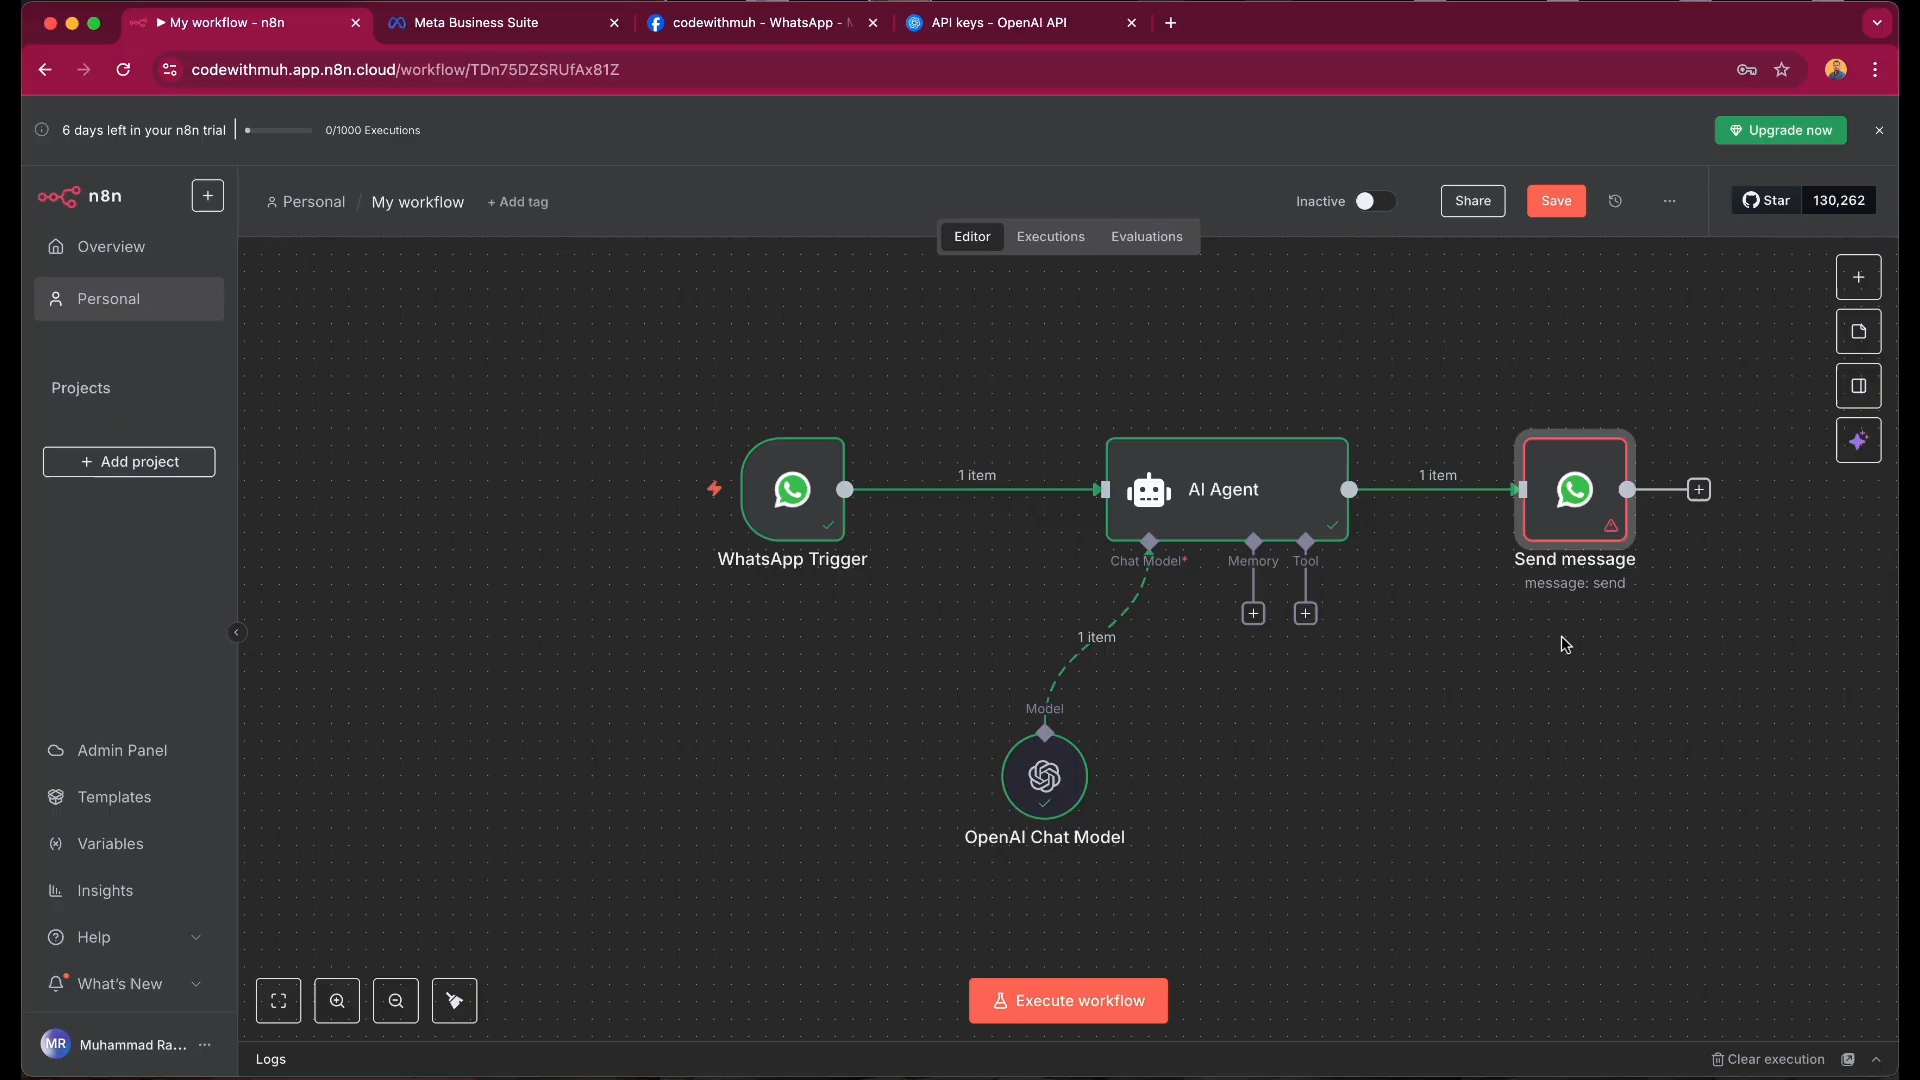 My workflow - n8n
Meta Business Suite
codewithmuh - WhatsApp - M
API keys - OpenAI API
codewithmuh.app.n8n.cloud/workflow/TDn75DZSRUfAx81Z
6 days left in your n8n trial
0/1000 Executions
Upgrade now
n8n
Personal / My workflow + Add tag
Inactive
Share
Save
Star 130,262
Editor Executions Evaluations
Overview
Personal
Projects
+ Add project
1 item
AI Agent
1 item
WhatsApp Trigger
Chat Model*
Memory
Tool
Send message
message: send
1 item
Model
OpenAI Chat Model
Admin Panel
Templates
Variables
Insights
Help
What's New
MR
Muhammad Ra...
Execute workflow
Logs
Clear execution